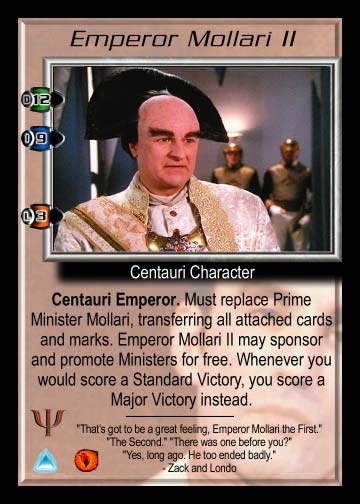 Emperor Mollari II
D 12
I 9
L 3
Centauri Character
Centauri Emperor. Must replace Prime
Minister Mollari, transferring all attached cards
and marks. Emperor Mollari II may sponsor
and promote Ministers for free. Whenever you
would score a Standard Victory, you score a
Major Victory instead.
"That's got to be a great feeling, Emperor Mollari the First."
"The Second." "There was one before you?"
"Yes, long ago. He too ended badly."
- Zack and Londo